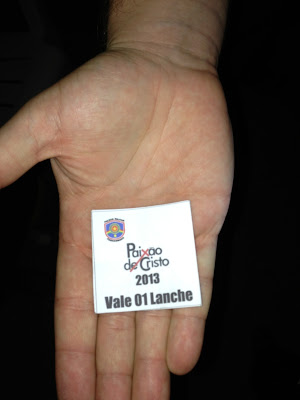 Paixão
de Cristo
2013
Vale 01 Lanche